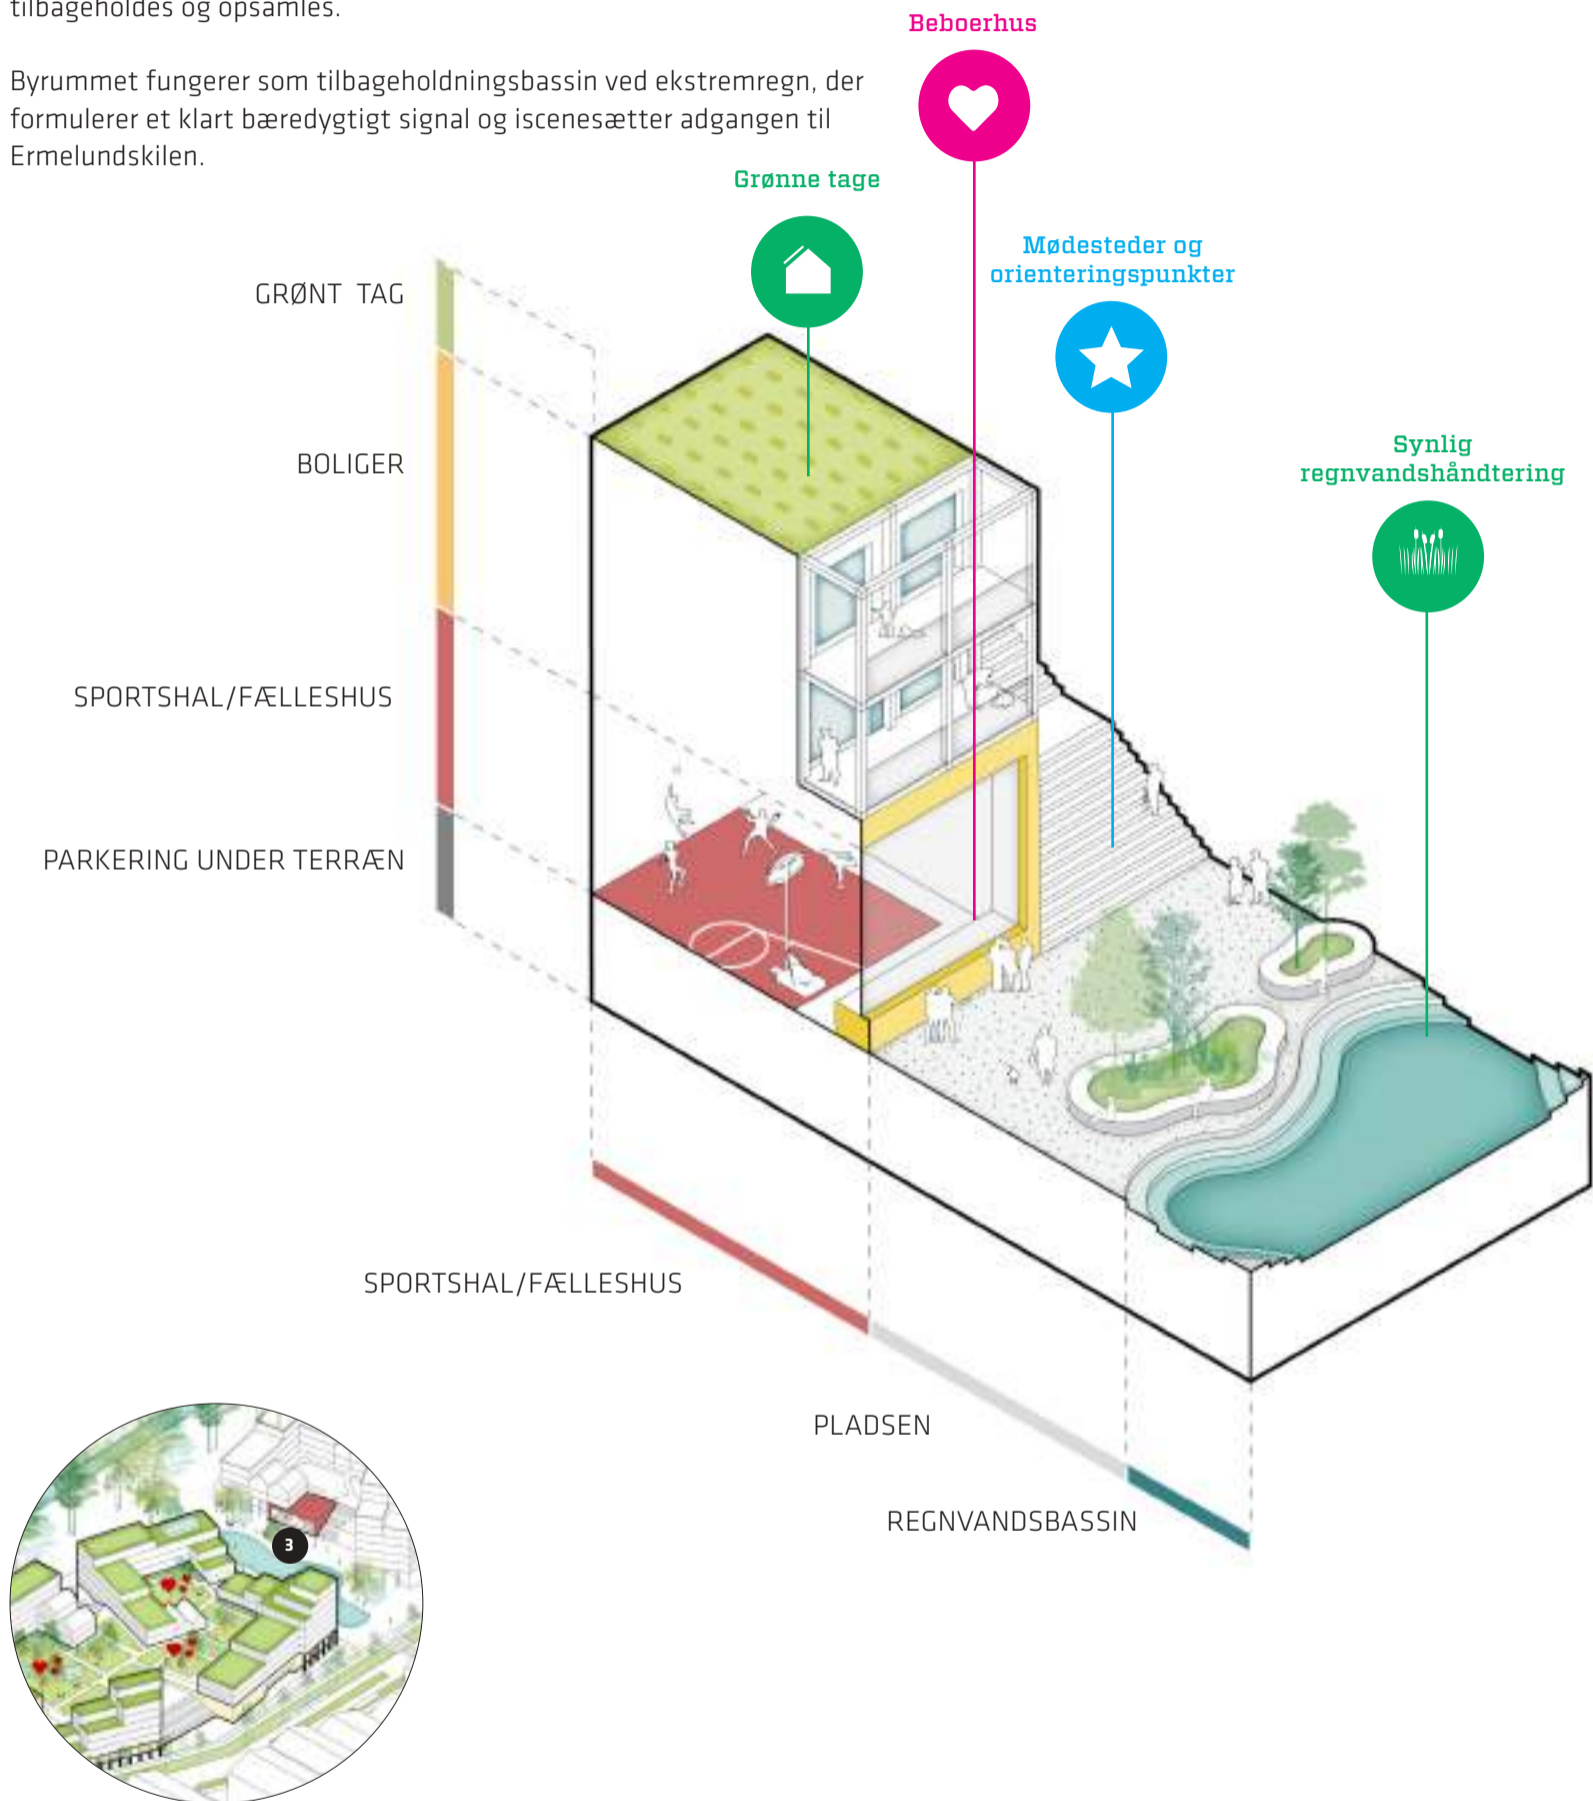 tilbageholdes og opsamles.
Byrummet fungerer som tilbageholdningsbassin ved ekstremregn, der
formulerer et klart bæredygtigt signal og iscenesætter adgangen til
Ermelundskilen.
Beboerhus
Grønne tage
Mødesteder og
orienteringspunkter
Synlig
regnvandshåndtering
GRØNT TAG
BOLIGER
SPORTSHAL/FÆLLESHUS
PARKERING UNDER TERRÆN
SPORTSHAL/FÆLLESHUS
PLADSEN
REGNVANDSBASSIN
3